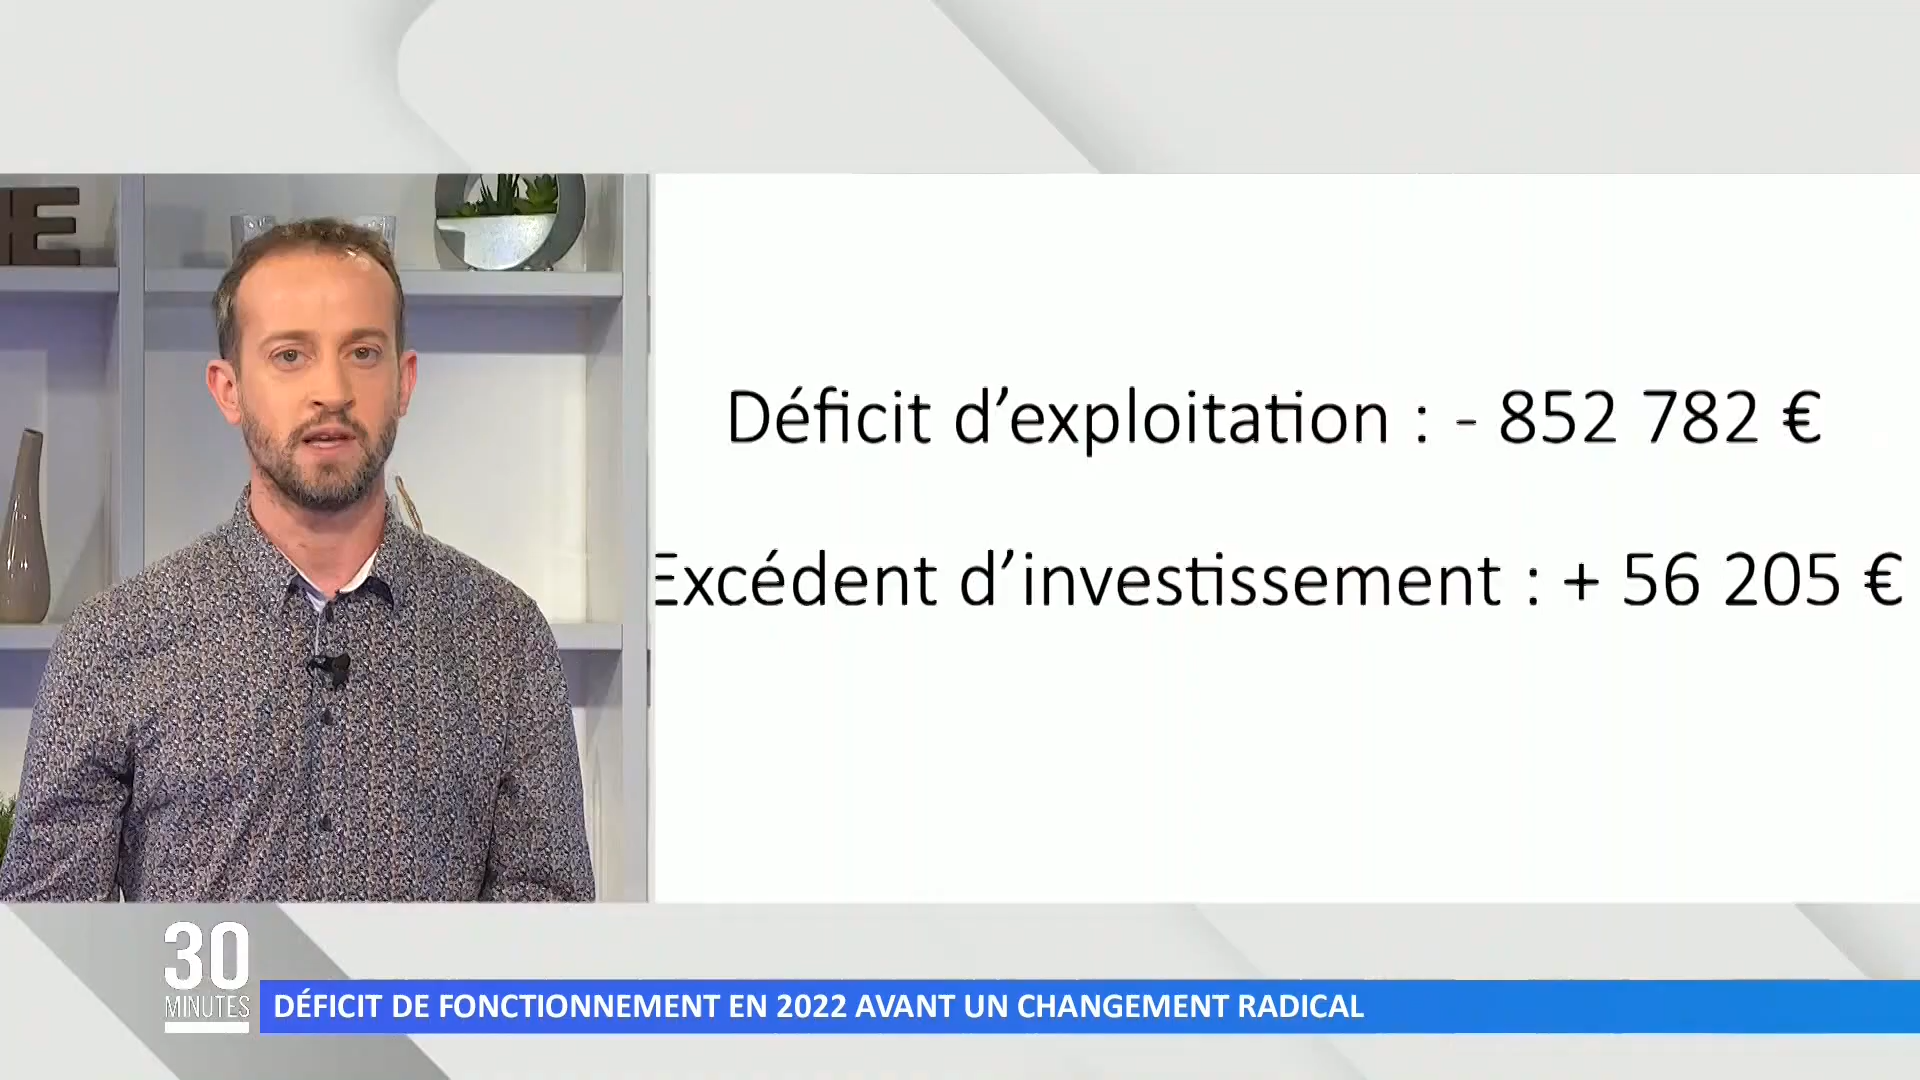 HE
Déficit d’exploitation : - 852 782 €
Excédent d’investissement : + 56 205 €
30
MINUTES
DÉFICIT DE FONCTIONNEMENT EN 2022 AVANT UN CHANGEMENT RADICAL